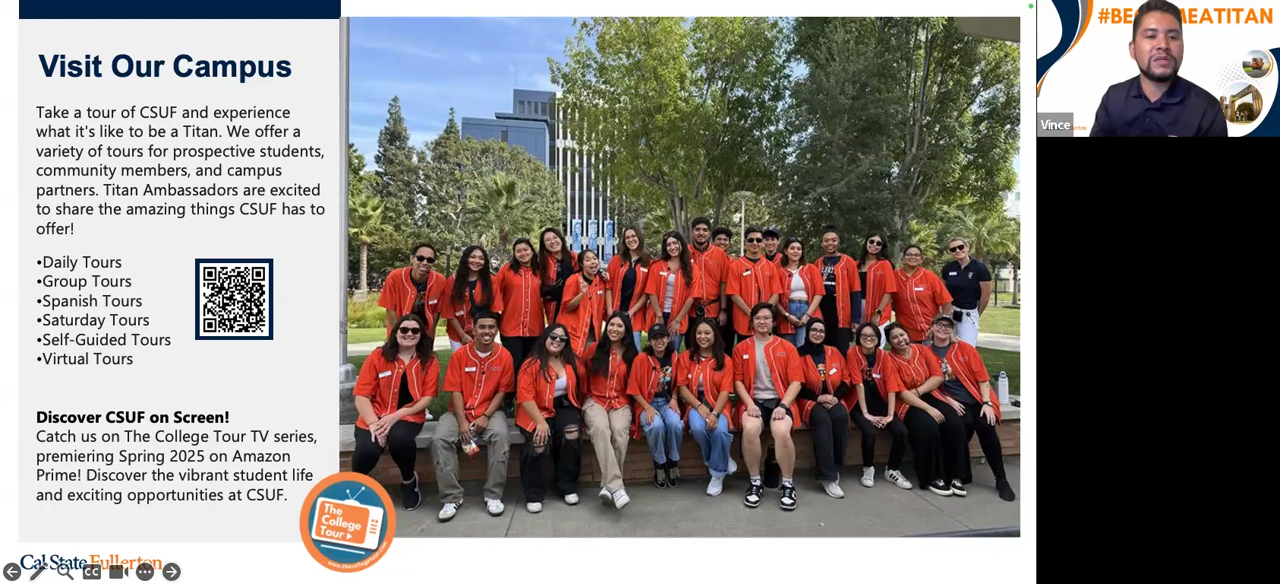 Visit Our Campus
Take a tour of CSUF and experience
what it's like to be a Titan. We offer a
variety of tours for prospective students,
community members, and campus
partners. Titan Ambassadors are excited
to share the amazing things CSUF has to
offer!
•Daily Tours
•Group Tours
•Spanish Tours
•Saturday Tours
•Self-Guided Tours
•Virtual Tours
Discover CSUF on Screen!
Catch us on The College Tour TV series,
premiering Spring 2025 on Amazon
Prime! Discover the vibrant student life
and exciting opportunities at CSUF.
The
College
Tour
www.thecollegetour.com
Cal State Fullerton
CC
Vince